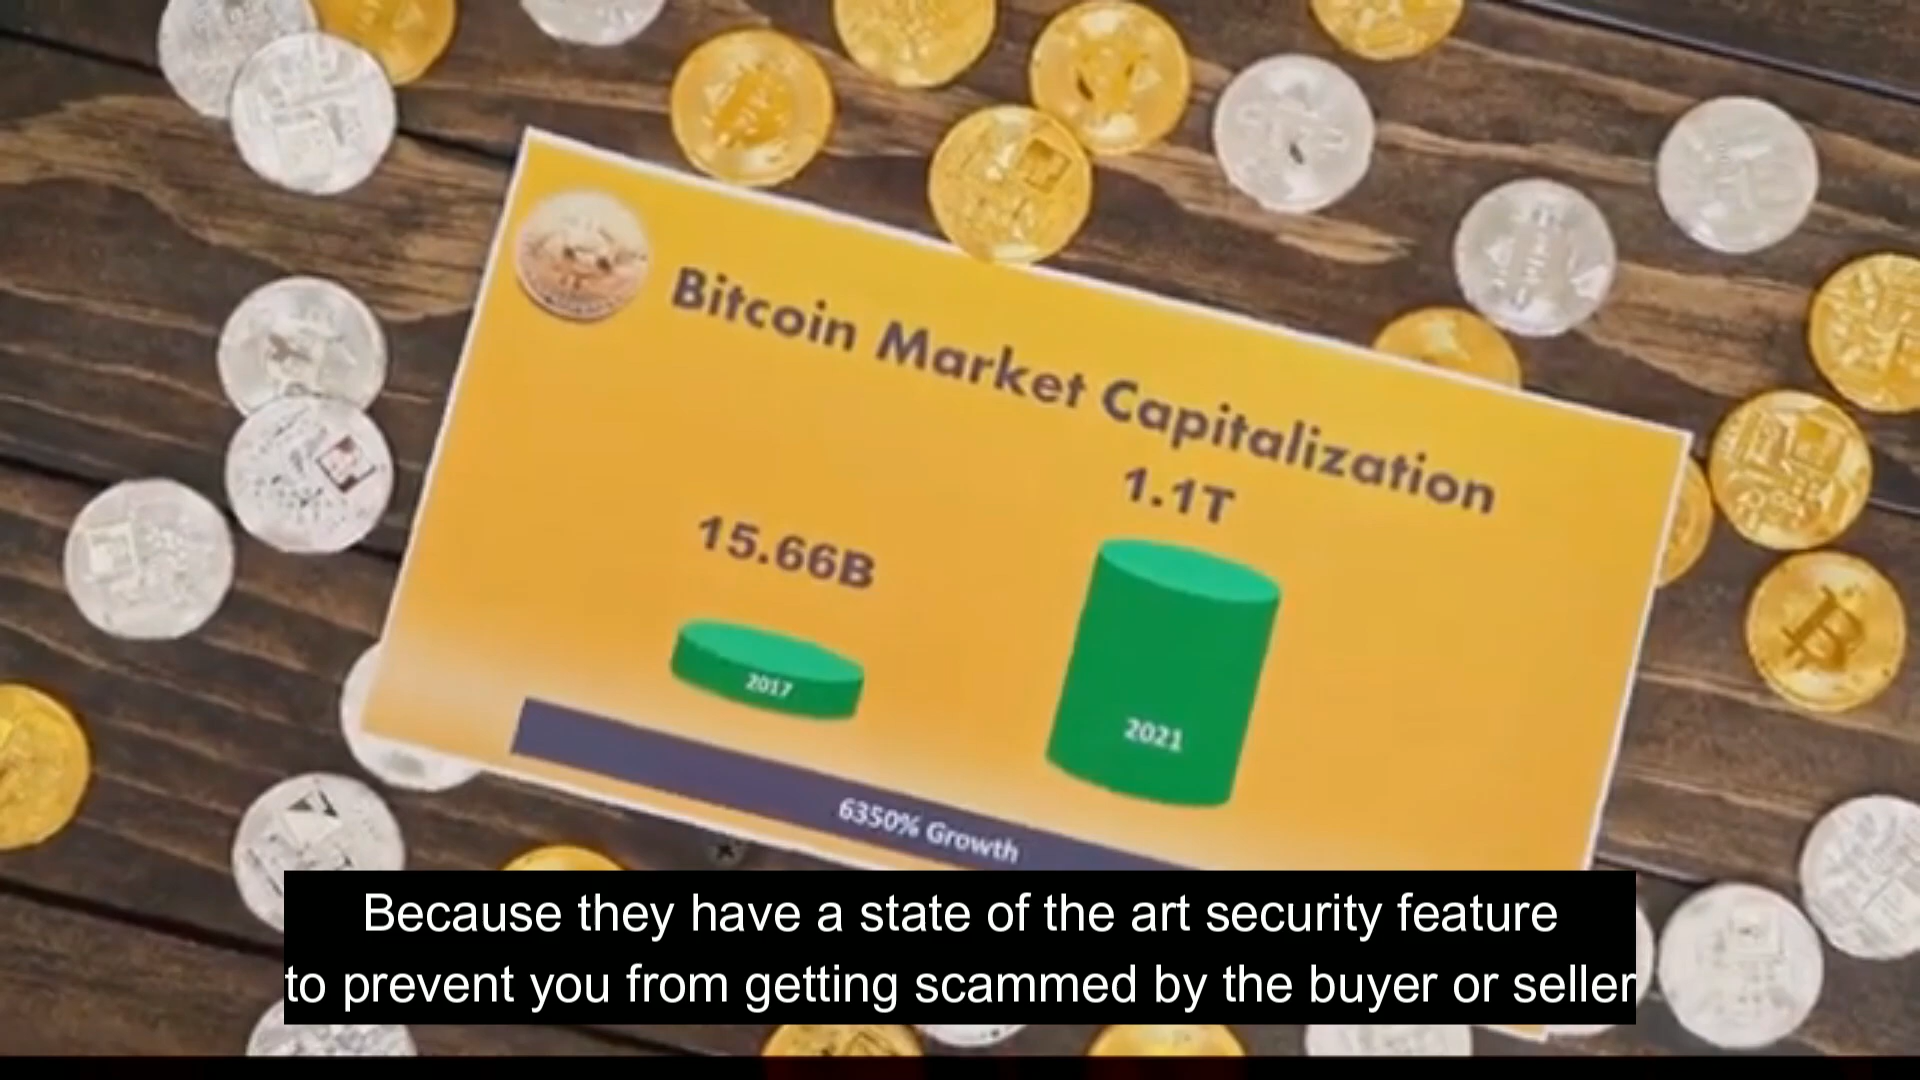 Bitcoin Market Capitalization
15.66B
1.1T
2017
2021
6350% Growth
Because they have a state of the art security feature
to prevent you from getting scammed by the buyer or seller